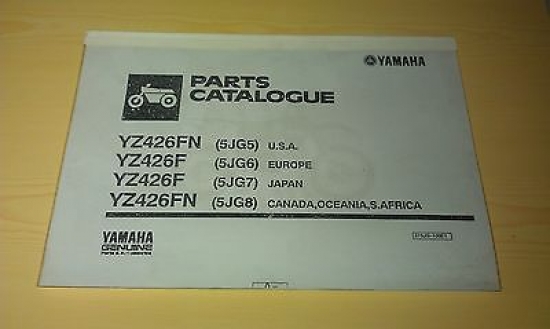 YAMAHA
PARTS
CATALOGUE
YZ426FN (5JG5) U.S.A.
YZ426F (5JG6) EUROPE
YZ426F (5JG7) JAPAN
YZ426FN (5JG8) CANADA,OCEANIA,S.AFRICA
YAMAHA
GENUINE